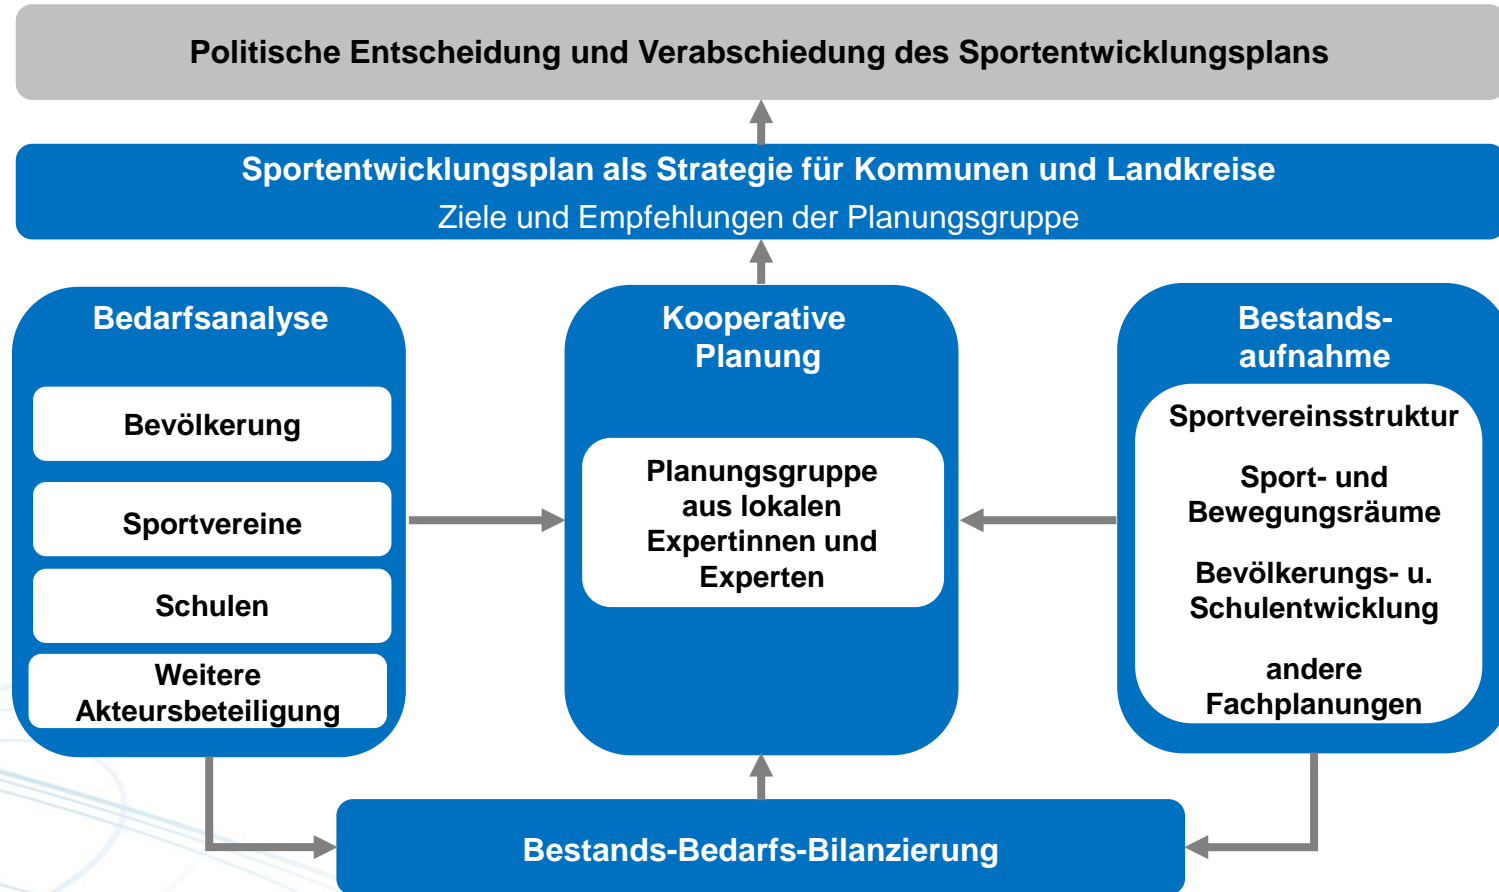 Politische Entscheidung und Verabschiedung des Sportentwicklungsplans
Sportentwicklungsplan als Strategie für Kommunen und Landkreise
Ziele und Empfehlungen der Planungsgruppe
Bedarfsanalyse
Bevölkerung
Sportvereine
Schulen
Weitere
Akteursbeteiligung
Kooperative
Planung
Planungsgruppe
aus lokalen
Expertinnen und
Experten
Bestands-
aufnahme
Sportvereinsstruktur
Sport- und
Bewegungsräume
Bevölkerungs- u.
Schulentwicklung
andere
Fachplanungen
Bestands-Bedarfs-Bilanzierung